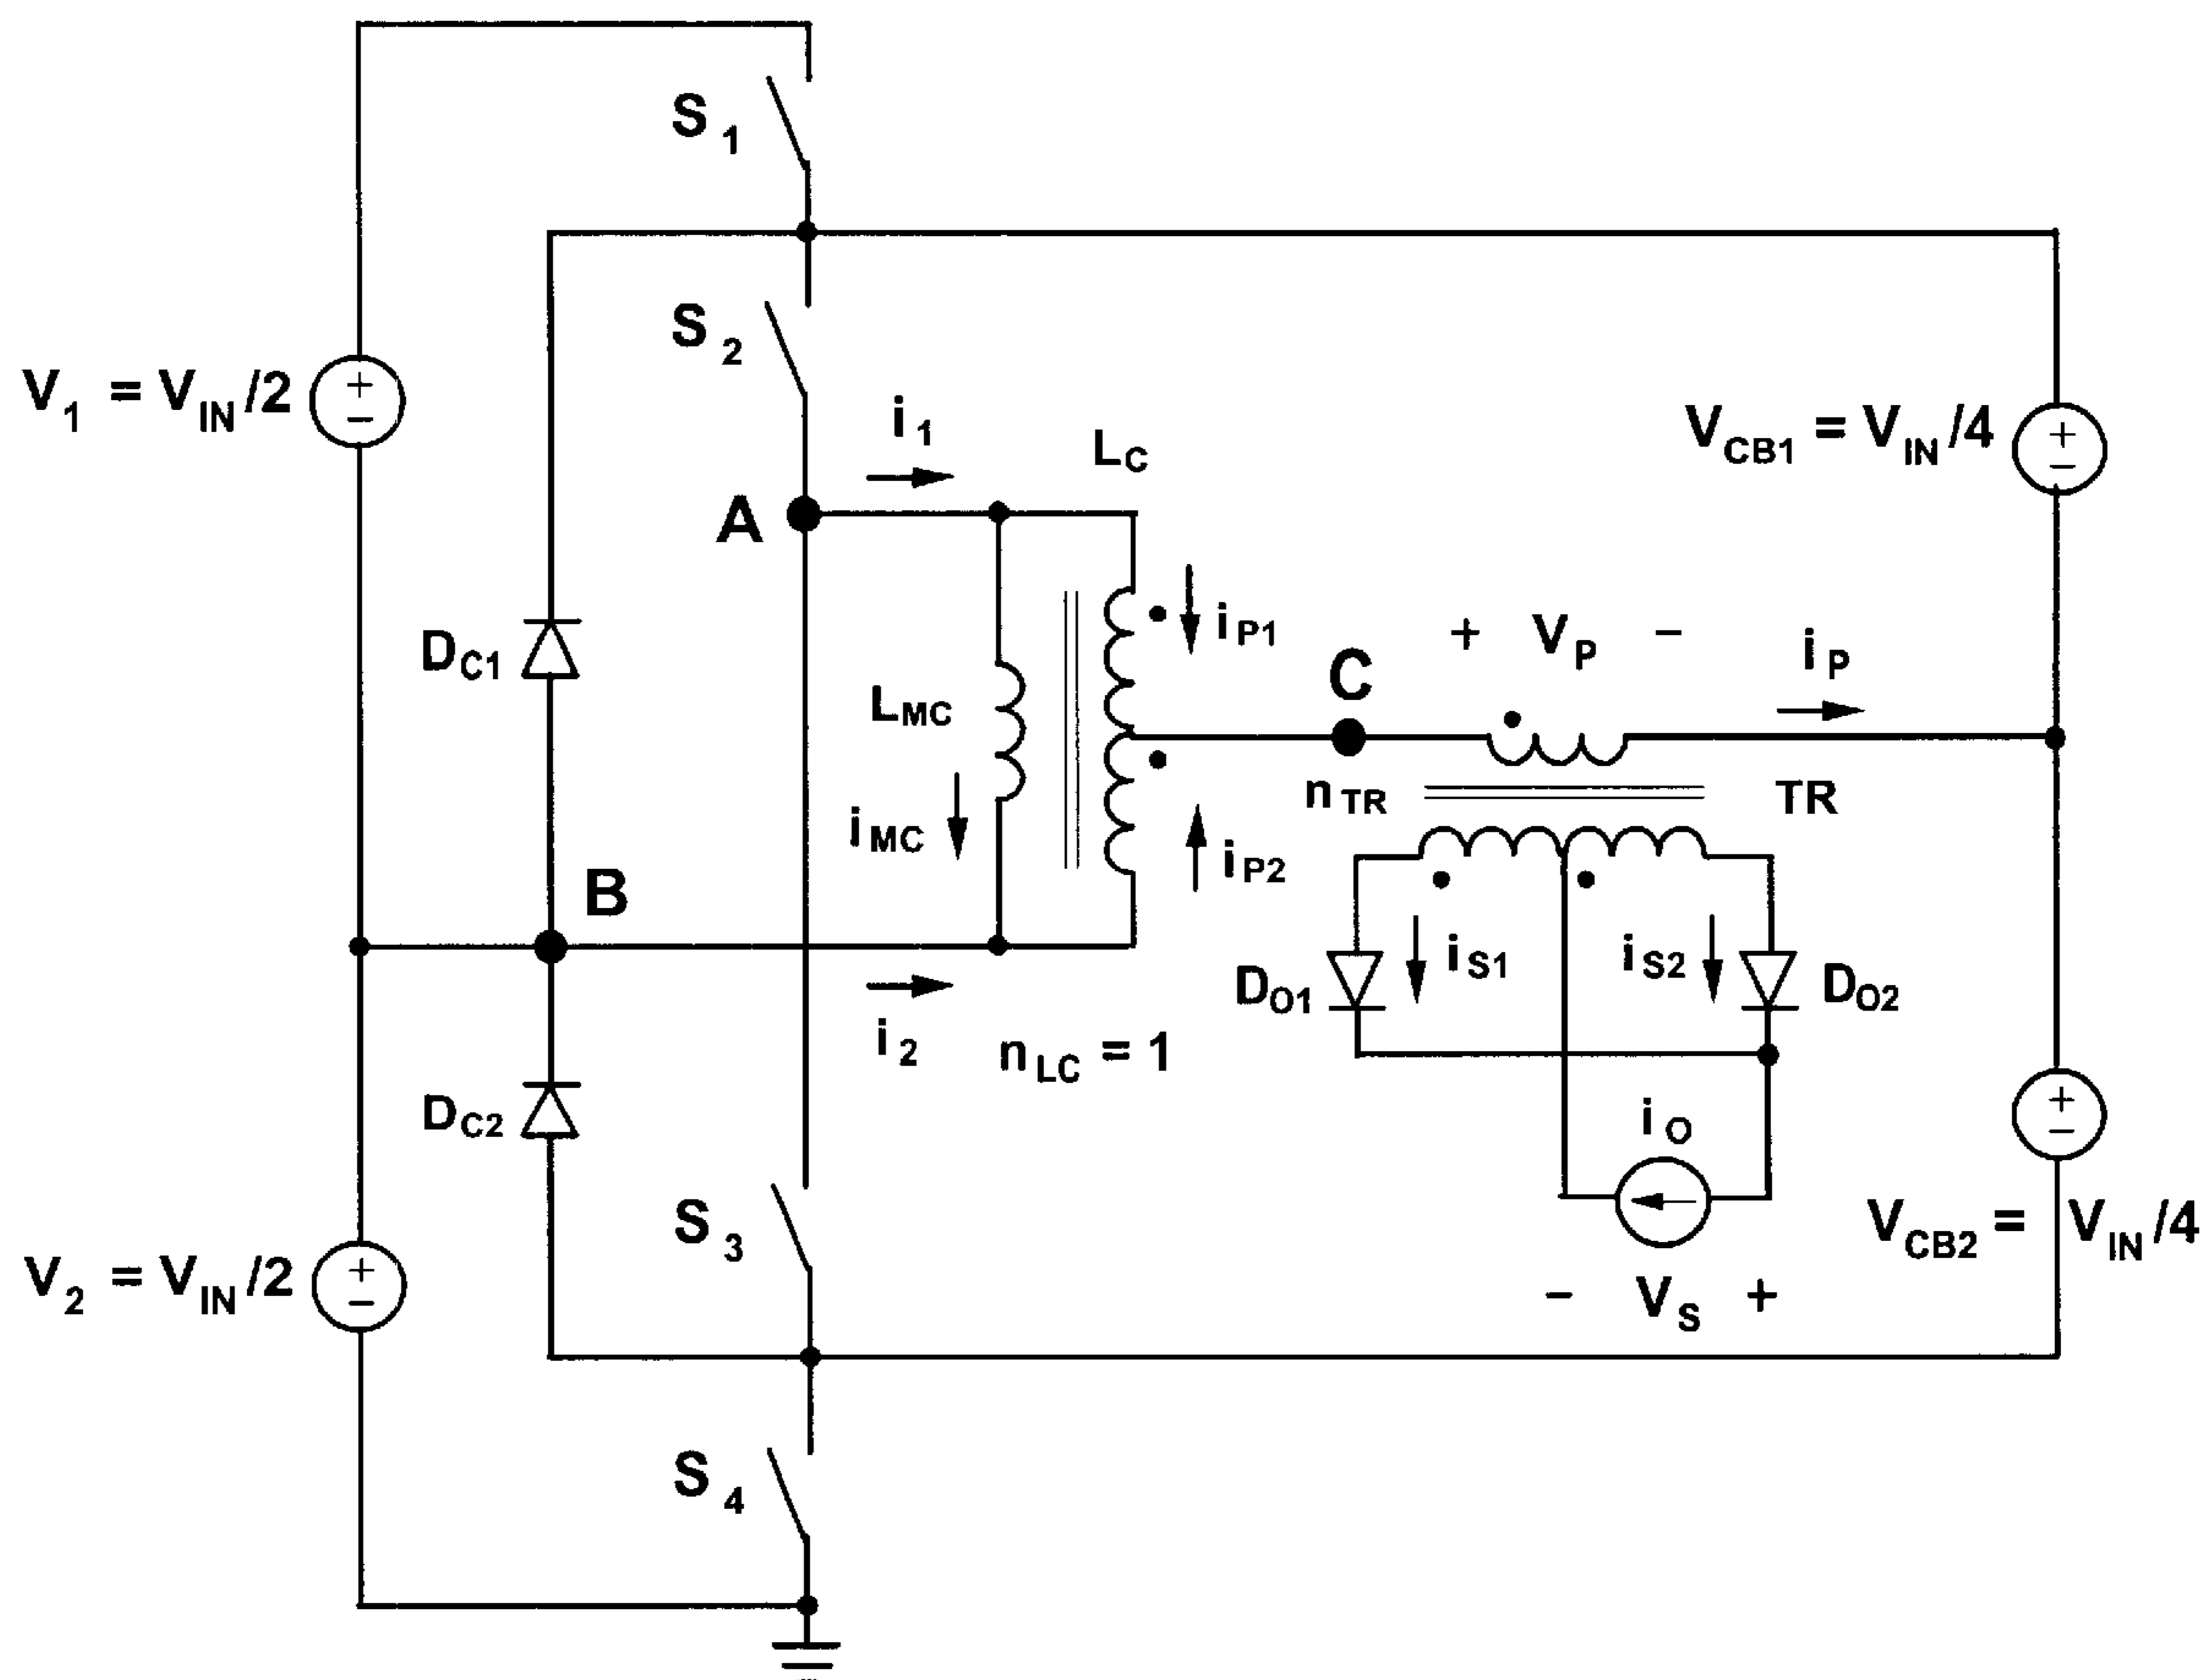 S1
S2
V1 = VIN/2
VCB1 = VIN/4
i1
LC
A
iP1
DC1
+ VP −
iP
C
LMC
nTR
TR
iMC
iP2
B
iS1
iS2
DO1
DO2
i2
nLC = 1
DC2
iO
S3
VCB2 = VIN/4
V2 = VIN/2
− VS +
S4